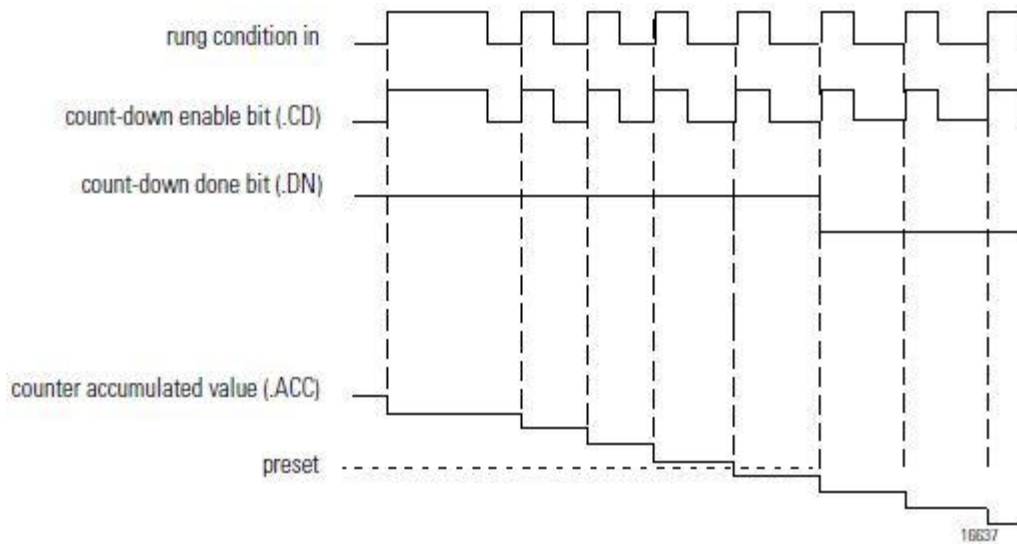 rung condition in
count-down enable bit (.CD)
count-down done bit (.DN)
counter accumulated value (.ACC)
preset
16637